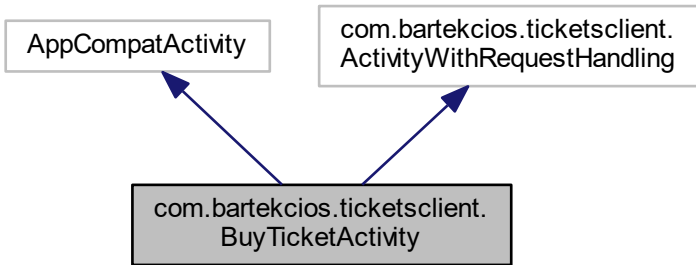 AppCompatActivity
com.bartekcios.ticketsclient.
ActivityWithRequestHandling
com.bartekcios.ticketsclient.
BuyTicketActivity